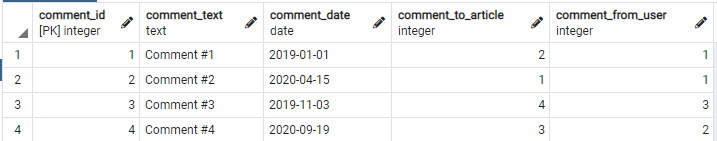 comment_id comment_text comment_date comment_to_article comment_from_user
[PK] integer text date integer integer
1 1 Comment #1 2019-01-01 2 1
2 2 Comment #2 2020-04-15 1 1
3 3 Comment #3 2019-11-03 4 3
4 4 Comment #4 2020-09-19 3 2